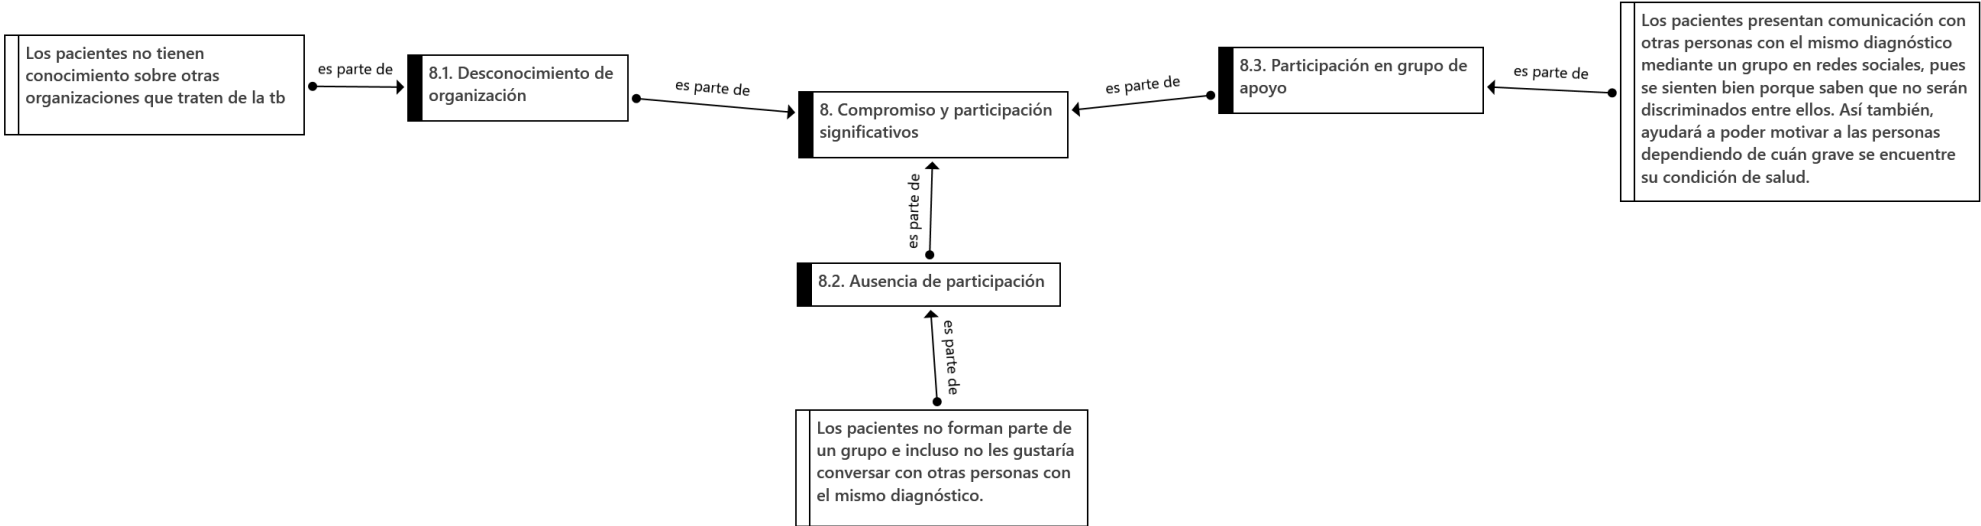 Los pacientes no tienen
conocimiento sobre otras
organizaciones que traten de la tb
es parte de
8.1. Desconocimiento de
organización
es parte de
8. Compromiso y participación
significativos
es parte de
8.3. Participación en grupo de
apoyo
es parte de
Los pacientes presentan comunicación con
otras personas con el mismo diagnóstico
mediante un grupo en redes sociales, pues
se sienten bien porque saben que no serán
discriminados entre ellos. Así también,
ayudará a poder motivar a las personas
dependiendo de cuán grave se encuentre
su condición de salud.
es parte de
8.2. Ausencia de participación
es parte de
Los pacientes no forman parte de
un grupo e incluso no les gustaría
conversar con otras personas con
el mismo diagnóstico.